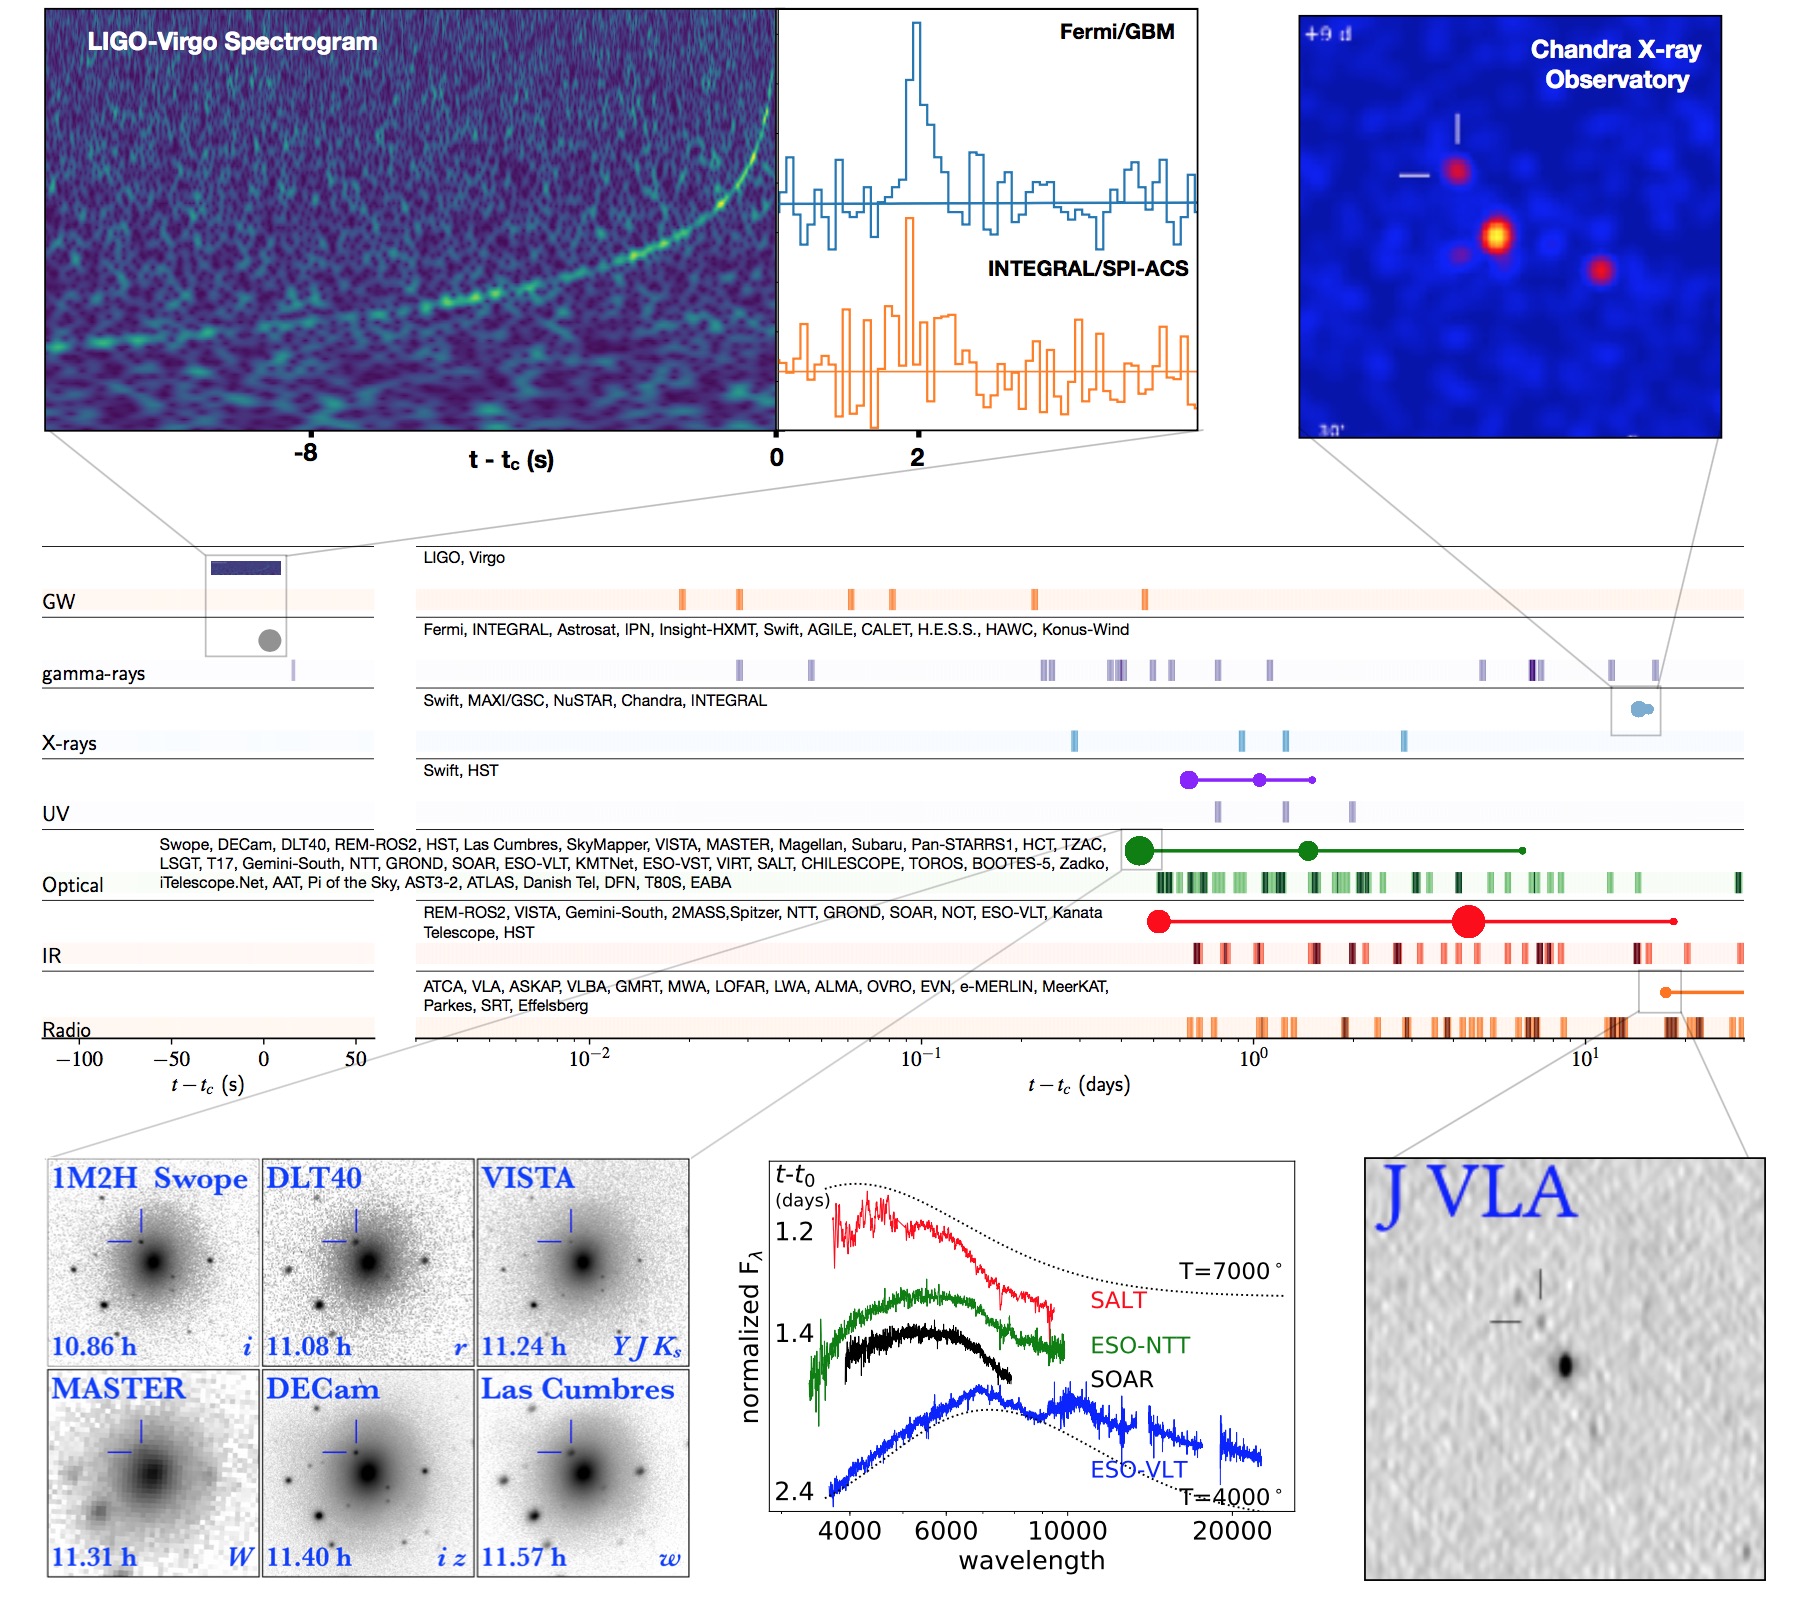 LIGO-Virgo Spectrogram
Fermi/GBM
INTEGRAL/SPI-ACS
-8
t - tc (s)
0
2
+9 d
Chandra X-ray
Observatory
30'
LIGO, Virgo
GW
Fermi, INTEGRAL, Astrosat, IPN, Insight-HXMT, Swift, AGILE, CALET, H.E.S.S., HAWC, Konus-Wind
gamma-rays
Swift, MAXI/GSC, NuSTAR, Chandra, INTEGRAL
X-rays
Swift, HST
UV
Swope, DECam, DLT40, REM-ROS2, HST, Las Cumbres, SkyMapper, VISTA, MASTER, Magellan, Subaru, Pan-STARRS1, HCT, TZAC,
LSGT, T17, Gemini-South, NTT, GROND, SOAR, ESO-VLT, KMTNet, ESO-VST, VIRT, SALT, CHILESCOPE, TOROS, BOOTES-5, Zadko,
iTelescope.Net, AAT, Pi of the Sky, AST3-2, ATLAS, Danish Tel, DFN, T80S, EABA
Optical
REM-ROS2, VISTA, Gemini-South, 2MASS,Spitzer, NTT, GROND, SOAR, NOT, ESO-VLT, Kanata
Telescope, HST
IR
ATCA, VLA, ASKAP, VLBA, GMRT, MWA, LOFAR, LWA, ALMA, OVRO, EVN, e-MERLIN, MeerKAT,
Parkes, SRT, Effelsberg
Radio
−100 −50 0 50
t−tc (s)
10−2 10−1 100 101
t−tc (days)
1M2H Swope
10.86 h i
DLT40
11.08 h r
VISTA
11.24 h YJKs
MASTER
11.31 h W
DECam
11.40 h iz
Las Cumbres
11.57 h w
t-t0
(days)
1.2
1.4
2.4
normalized Fλ
T=7000°
SALT
ESO-NTT
SOAR
ESO-VLT
T=4000°
4000 6000 10000 20000
wavelength
J VLA